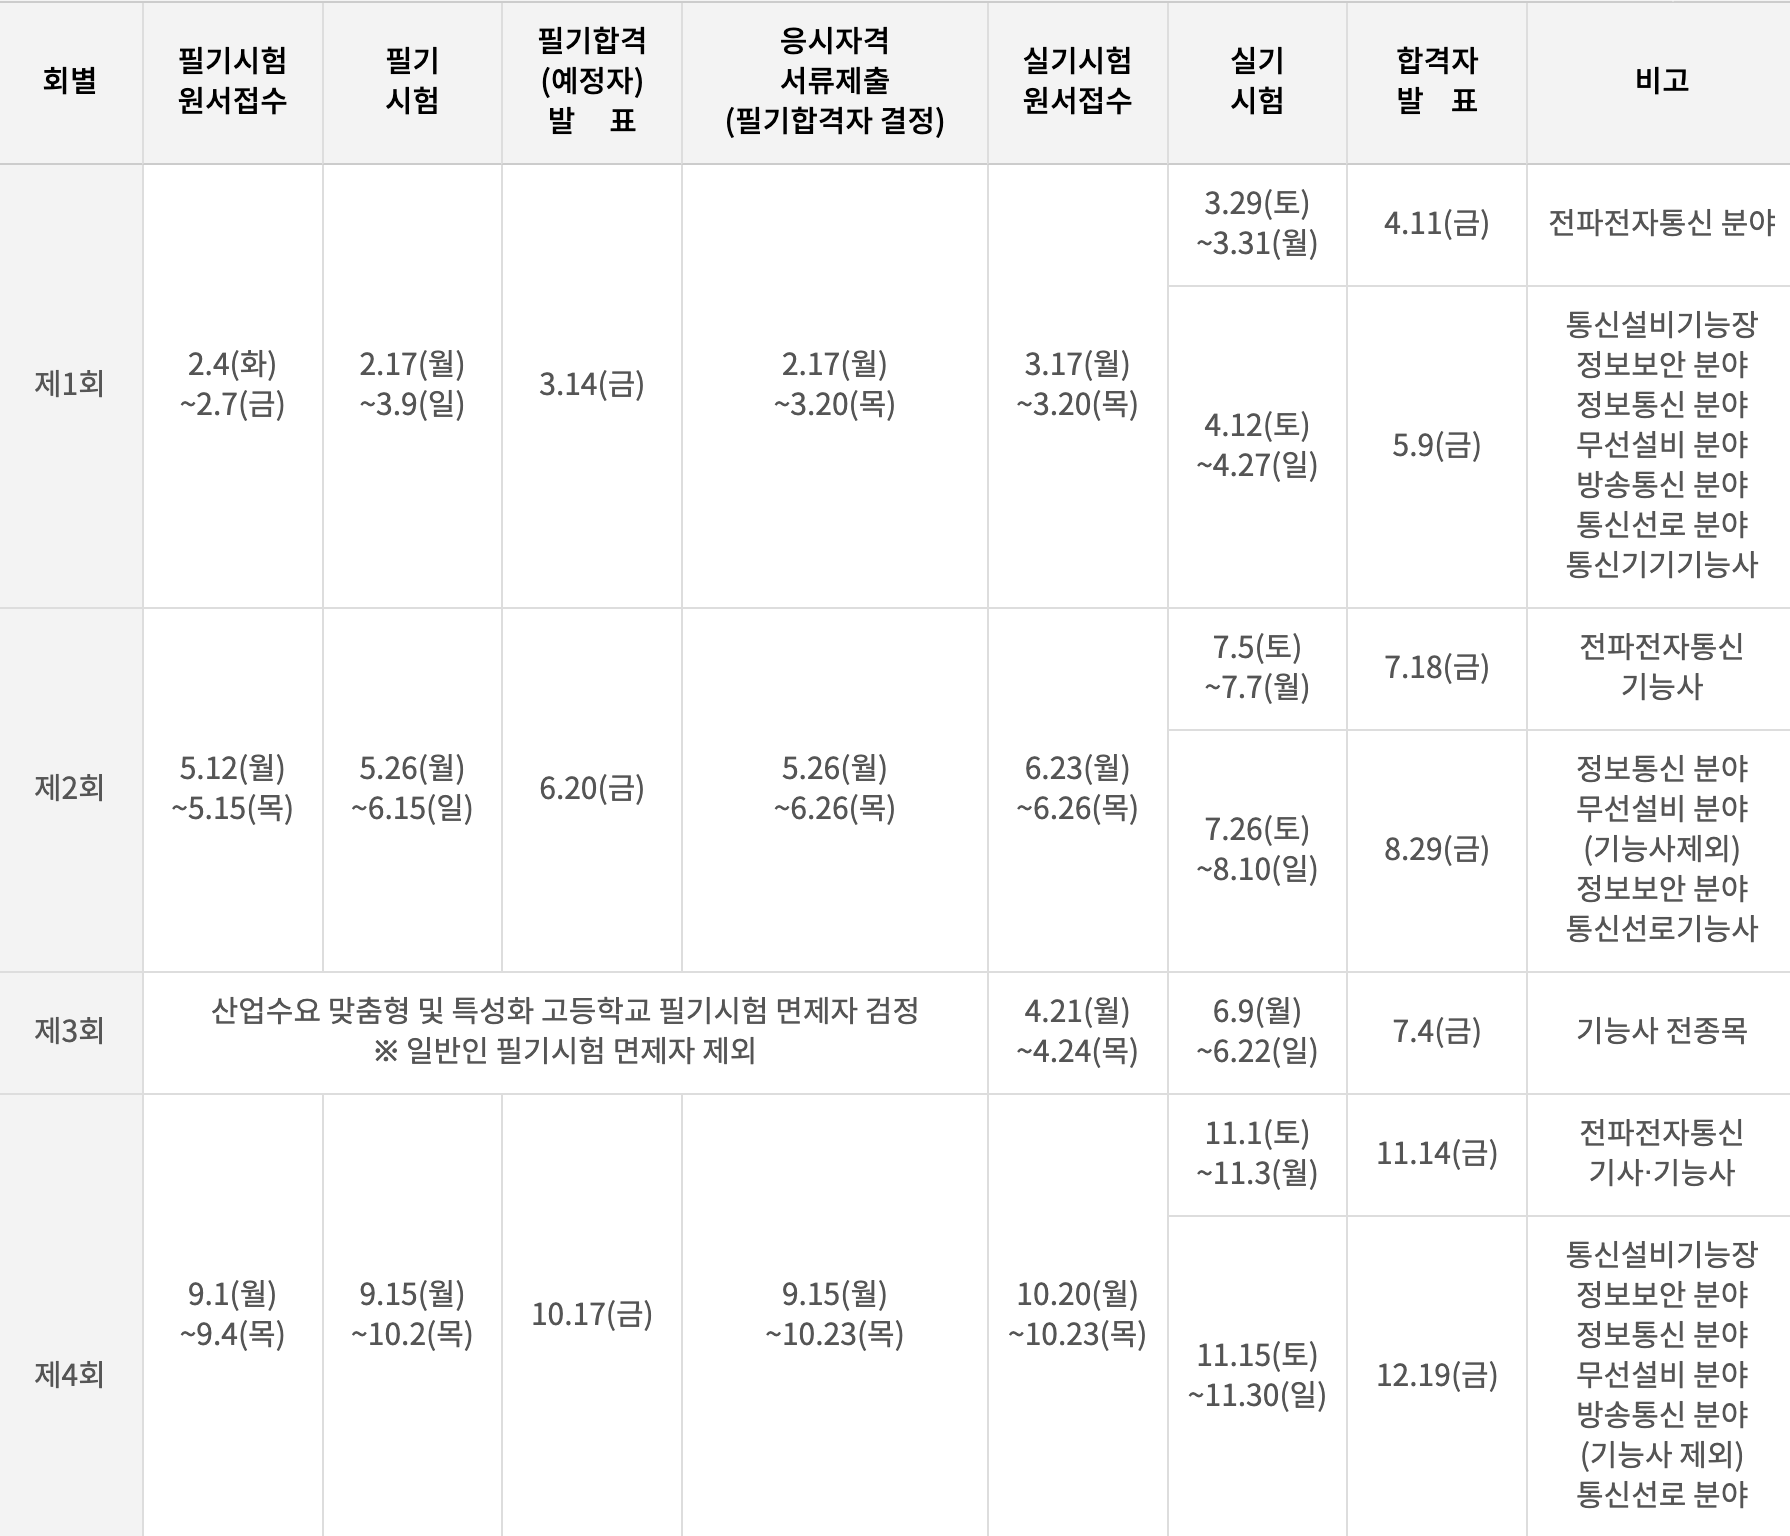 회별
필기시험
원서접수
필기
시험
필기합격
(예정자)
발 표
응시자격
서류제출
(필기합격자 결정)
실기시험
원서접수
실기
시험
합격자
발 표
비고
제1회
2.4(화)
~2.7(금)
2.17(월)
~3.9(일)
3.14(금)
2.17(월)
~3.20(목)
3.17(월)
~3.20(목)
3.29(토)
~3.31(월)
4.11(금)
전파전자통신 분야
4.12(토)
~4.27(일)
5.9(금)
통신설비기능장
정보보안 분야
정보통신 분야
무선설비 분야
방송통신 분야
통신선로 분야
통신기기기능사
제2회
5.12(월)
~5.15(목)
5.26(월)
~6.15(일)
6.20(금)
5.26(월)
~6.26(목)
6.23(월)
~6.26(목)
7.5(토)
~7.7(월)
7.18(금)
전파전자통신
기능사
7.26(토)
~8.10(일)
8.29(금)
정보통신 분야
무선설비 분야
(기능사제외)
정보보안 분야
통신선로기능사
제3회
산업수요 맞춤형 및 특성화 고등학교 필기시험 면제자 검정
※ 일반인 필기시험 면제자 제외
4.21(월)
~4.24(목)
6.9(월)
~6.22(일)
7.4(금)
기능사 전종목
제4회
9.1(월)
~9.4(목)
9.15(월)
~10.2(목)
10.17(금)
9.15(월)
~10.23(목)
10.20(월)
~10.23(목)
11.1(토)
~11.3(월)
11.14(금)
전파전자통신
기사·기능사
11.15(토)
~11.30(일)
12.19(금)
통신설비기능장
정보보안 분야
정보통신 분야
무선설비 분야
방송통신 분야
(기능사 제외)
통신선로 분야